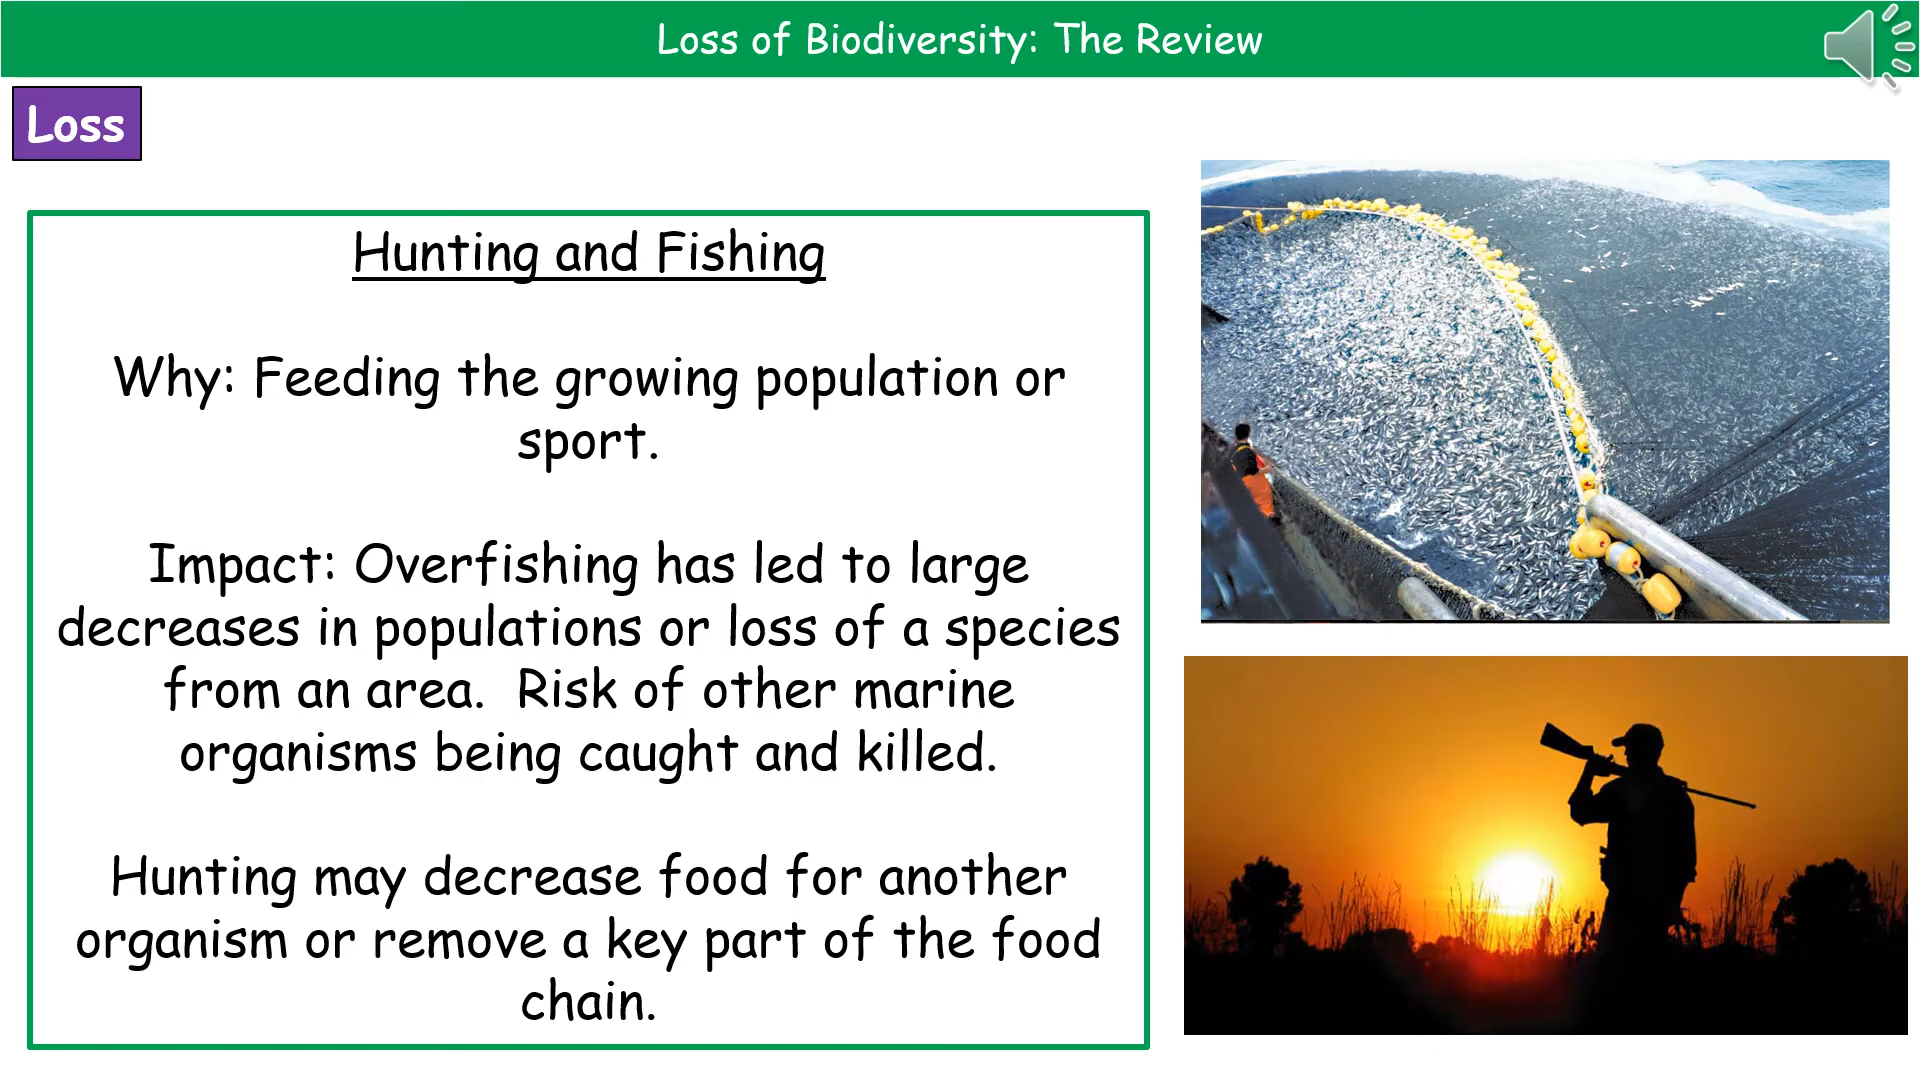 Loss of Biodiversity: The Review
Loss
Hunting and Fishing
Why: Feeding the growing population or
sport.
Impact: Overfishing has led to large
decreases in populations or loss of a species
from an area.  Risk of other marine
organisms being caught and killed.
Hunting may decrease food for another
organism or remove a key part of the food
chain.